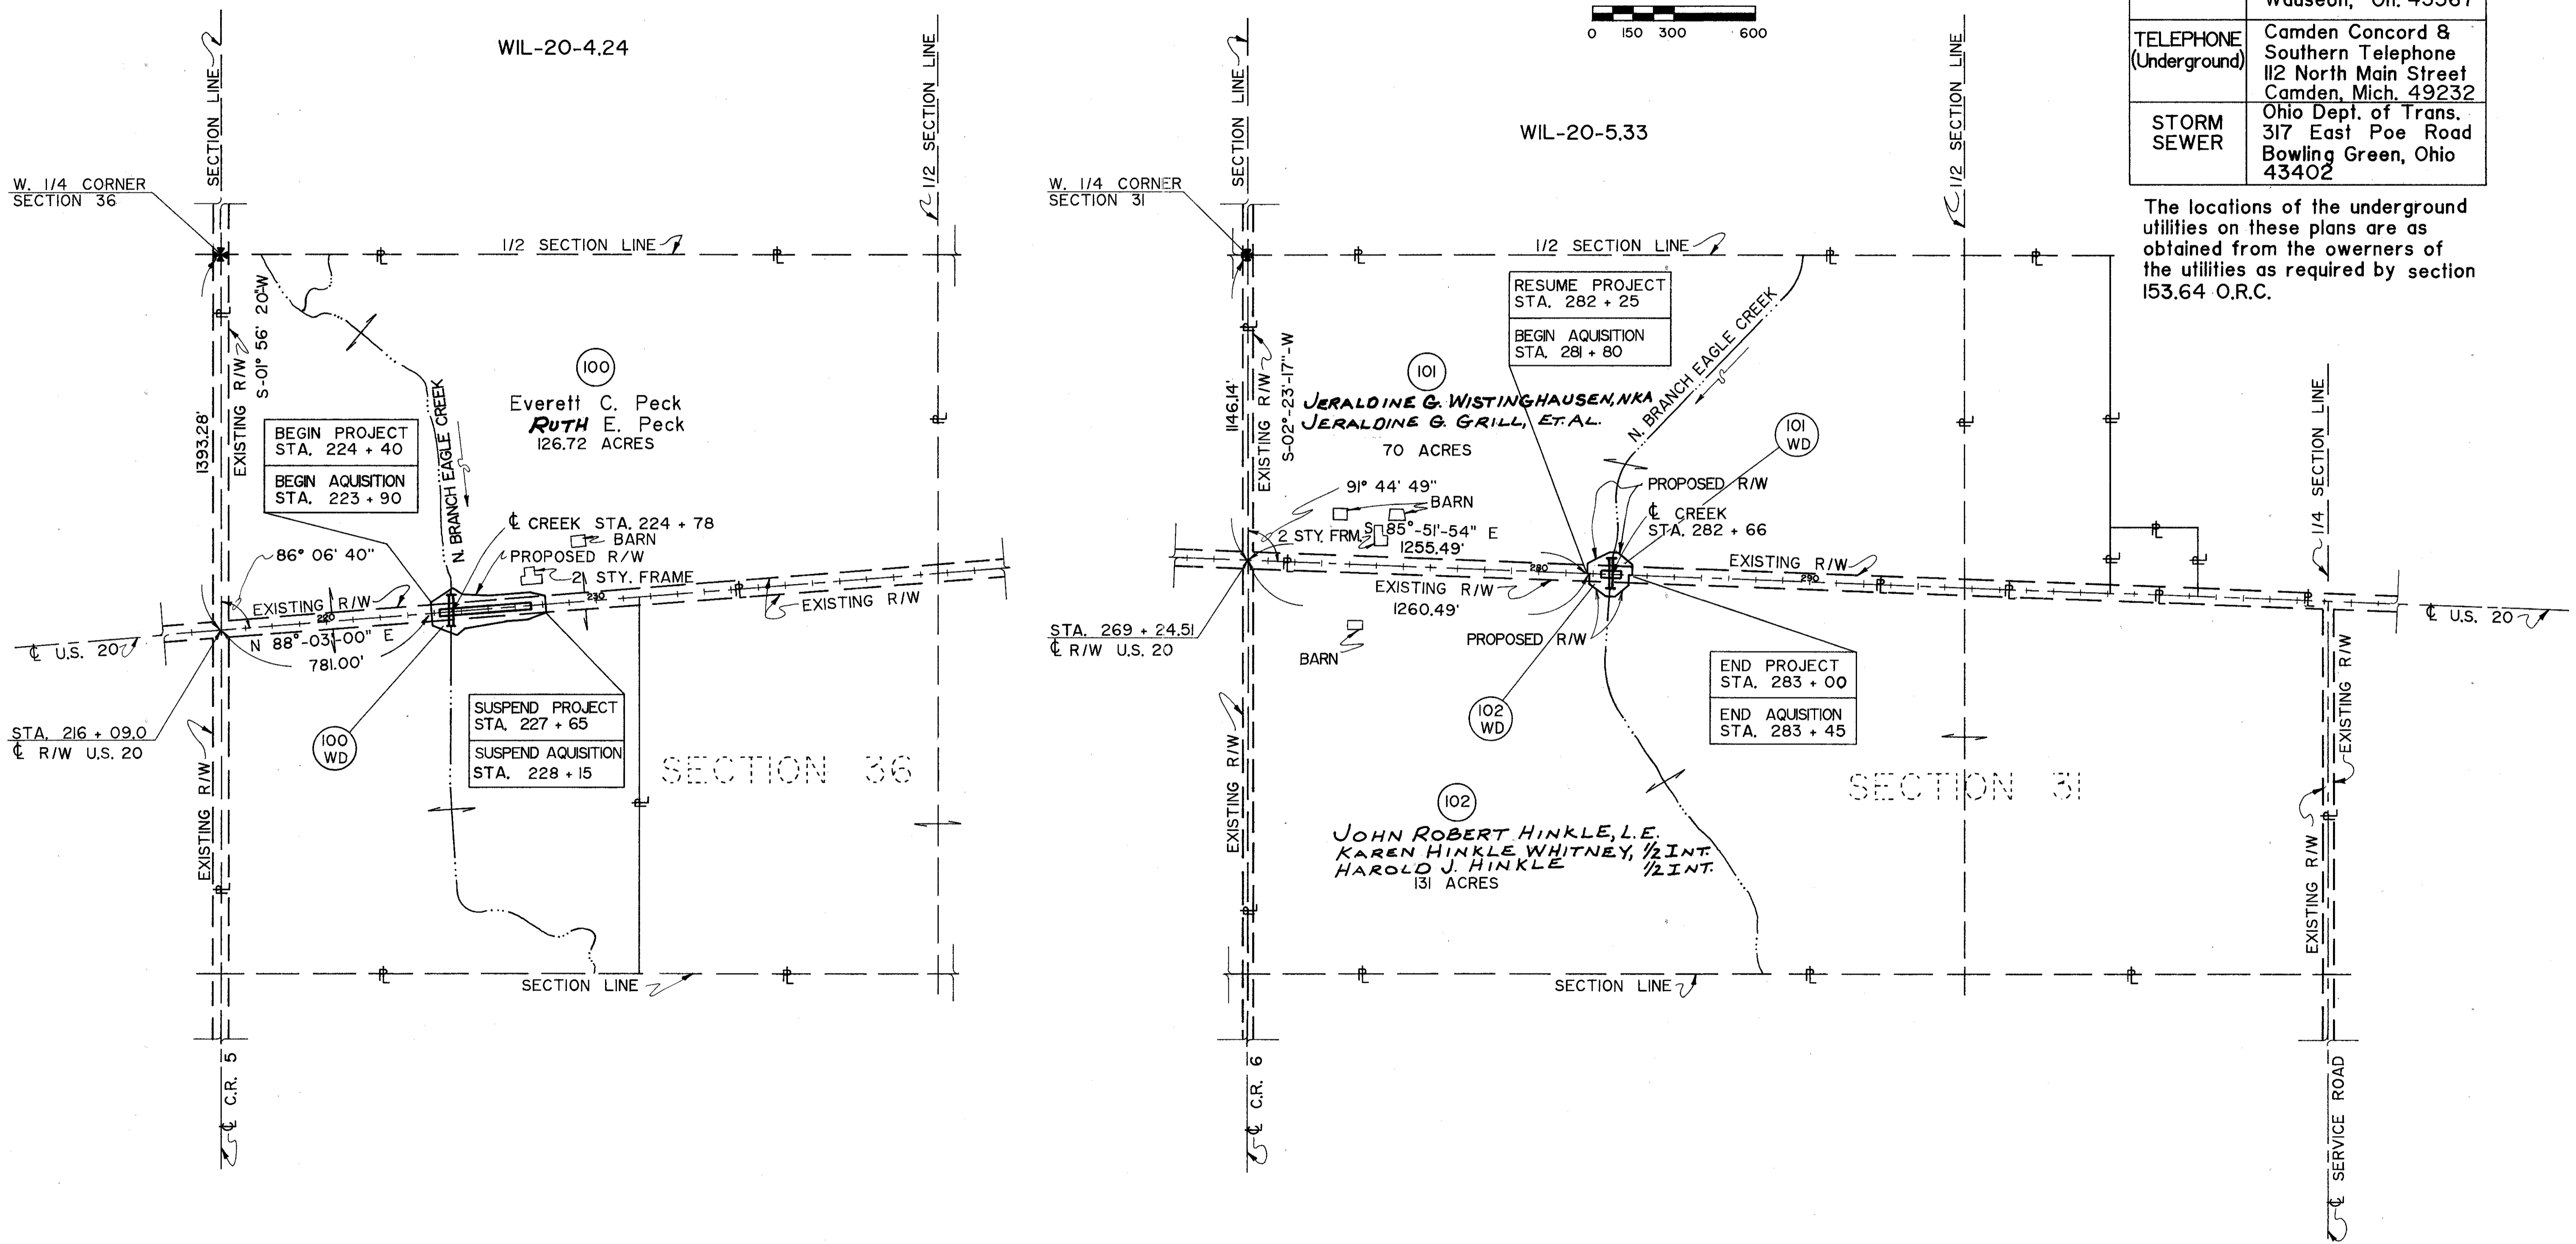 WIL-20-4.24
SECTION LINE
1/2 SECTION LINE
W. 1/4 CORNER
SECTION 36
1/2 SECTION LINE
S-01° 56' 20"-W
EXISTING R/W
1393.28'
N. BRANCH EAGLE CREEK
100
Everett C. Peck
RUTH E. Peck
126.72 ACRES
BEGIN PROJECT
STA. 224 + 40
BEGIN AQUISITION
STA. 223 + 90
℄ CREEK STA. 224 + 78
BARN
PROPOSED R/W
2 STY. FRAME
86° 06' 40"
EXISTING R/W
220
230
EXISTING R/W
N 88°-03'-00" E
781.00'
℄ U.S. 20
STA. 216 + 09.0
℄ R/W U.S. 20
100
WD
SUSPEND PROJECT
STA. 227 + 65
SUSPEND AQUISITION
STA. 228 + 15
SECTION 36
EXISTING R/W
SECTION LINE
℄ C.R. 5
0 150 300 600
WIL-20-5.33
SECTION LINE
1/2 SECTION LINE
W. 1/4 CORNER
SECTION 31
1/2 SECTION LINE
RESUME PROJECT
STA. 282 + 25
BEGIN AQUISITION
STA. 281 + 80
N. BRANCH EAGLE CREEK
1146.14'
EXISTING R/W
S-02°-23'-17"-W
101
JERALDINE G. WISTINGHAUSEN, NKA
JERALDINE G. GRILL, ET.AL.
70 ACRES
101
WD
91° 44' 49"
BARN
PROPOSED R/W
℄ CREEK
STA. 282 + 66
2 STY. FRM.
S 85°-51'-54" E
1255.49'
280
290
EXISTING R/W
EXISTING R/W
1260.49'
STA. 269 + 24.51
℄ R/W U.S. 20
BARN
PROPOSED R/W
℄ U.S. 20
END PROJECT
STA. 283 + 00
END AQUISITION
STA. 283 + 45
102
WD
SECTION 31
102
JOHN ROBERT HINKLE, L.E.
KAREN HINKLE WHITNEY, 1/2 INT.
HAROLD J. HINKLE 1/2 INT.
131 ACRES
EXISTING R/W
SECTION LINE
℄ C.R. 6
1/4 SECTION LINE
EXISTING R/W
EXISTING R/W
℄ SERVICE ROAD
Wauseon, Oh. 43567
TELEPHONE
(Underground)
Camden Concord &
Southern Telephone
112 North Main Street
Camden, Mich. 49232
STORM
SEWER
Ohio Dept. of Trans.
317 East Poe Road
Bowling Green, Ohio
43402
The locations of the underground
utilities on these plans are as
obtained from the owerners of
the utilities as required by section
153.64 O.R.C.